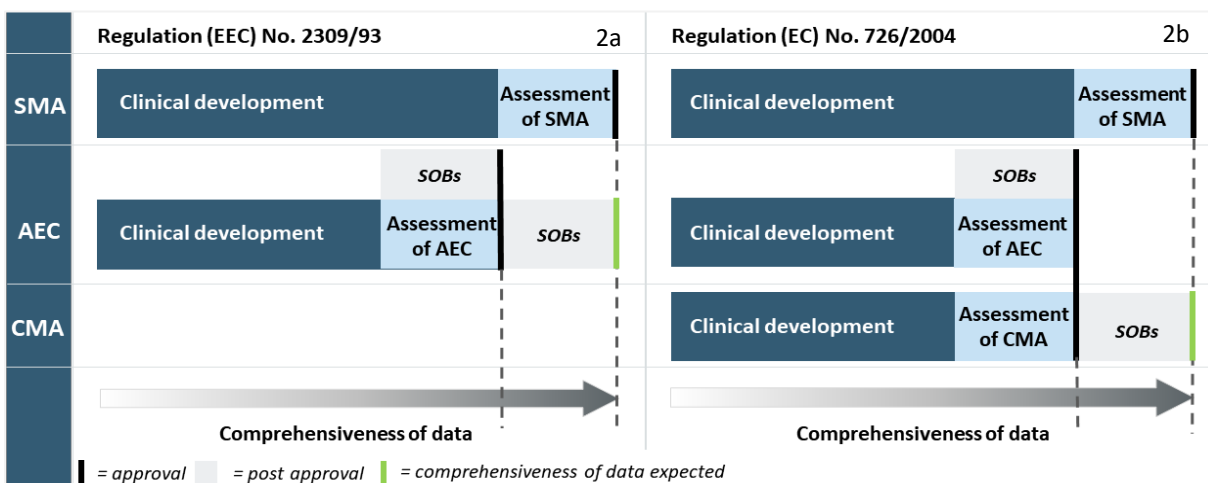 Regulation (EEC) No. 2309/93
2a
Regulation (EC) No. 726/2004
2b
SMA
Clinical development
Assessment
of SMA
Clinical development
Assessment
of SMA
AEC
SOBs
Clinical development
Assessment
of AEC
SOBs
SOBs
Clinical development
Assessment
of AEC
CMA
Clinical development
Assessment
of CMA
SOBs
Comprehensiveness of data
Comprehensiveness of data
= approval
= post approval
= comprehensiveness of data expected